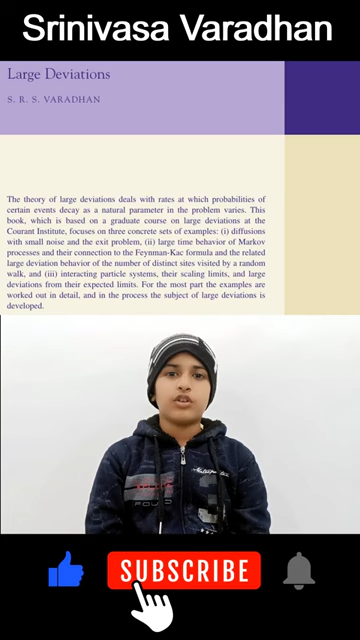 Srinivasa Varadhan
Large Deviations
S. R. S. VARADHAN
The theory of large deviations deals with rates at which probabilities of
certain events decay as a natural parameter in the problem varies. This
book, which is based on a graduate course on large deviations at the
Courant Institute, focuses on three concrete sets of examples: (i) diffusions
with small noise and the exit problem, (ii) large time behavior of Markov
processes and their connection to the Feynman-Kac formula and the related
large deviation behavior of the number of distinct sites visited by a random
walk, and (iii) interacting particle systems, their scaling limits, and large
deviations from their expected limits. For the most part the examples are
worked out in detail, and in the process the subject of large deviations is
developed.
SUBSCRIBE